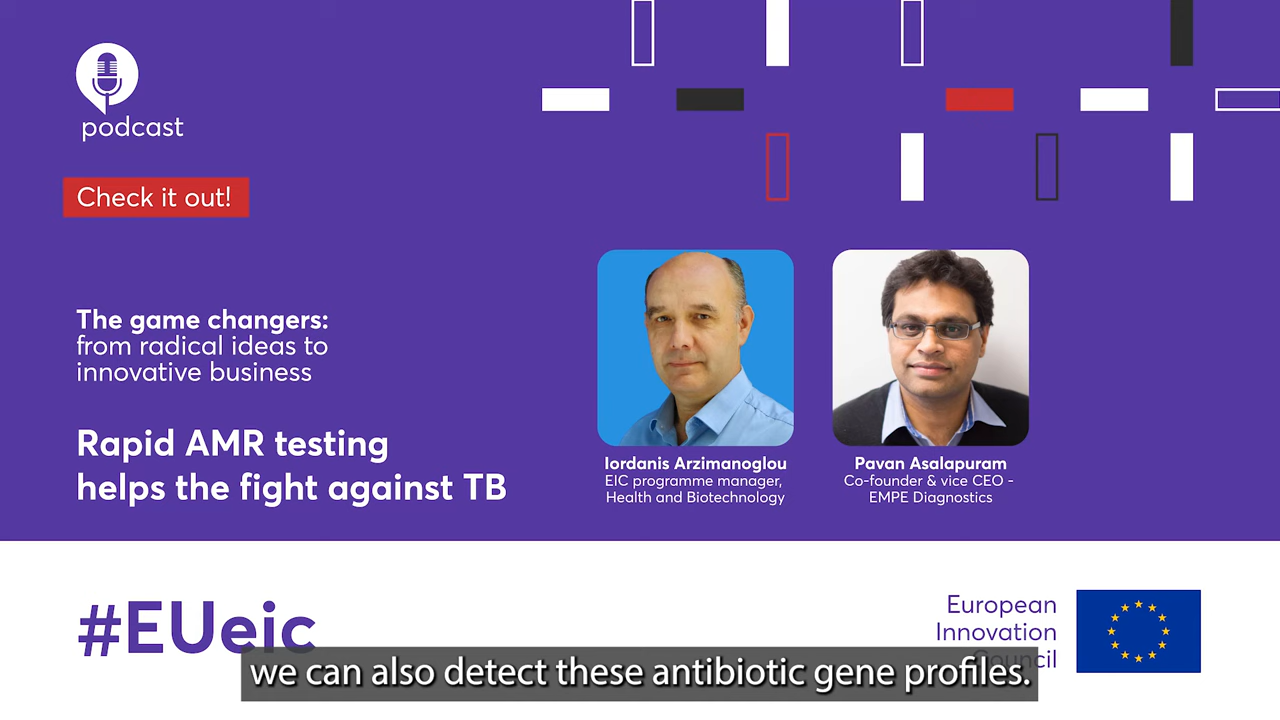 podcast
Check it out!
The game changers:
from radical ideas to
innovative business
Rapid AMR testing
helps the fight against TB
Iordanis Arzimanoglou
EIC programme manager,
Health and Biotechnology
Pavan Asalapuram
Co-founder & vice CEO -
EMPE Diagnostics
#EUeic
European
Innovation
Council
we can also detect these antibiotic gene profiles.